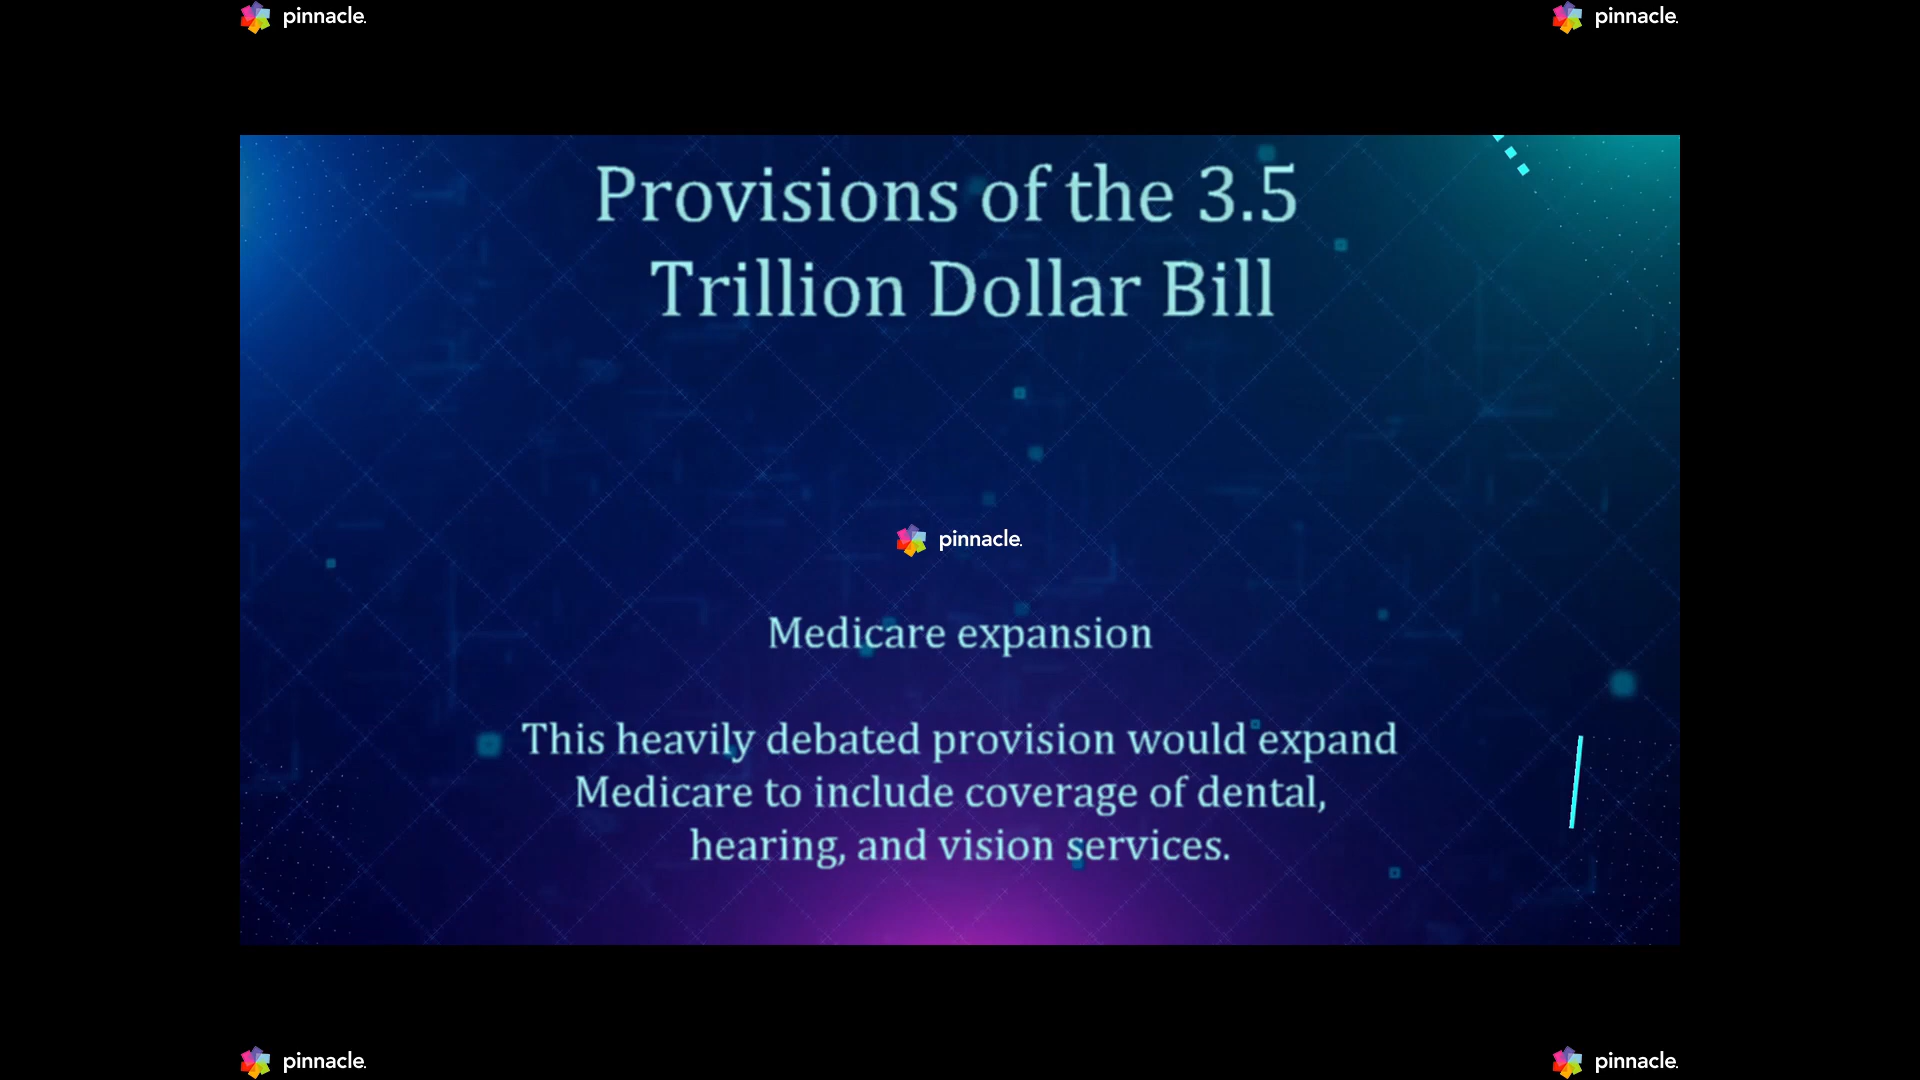 pinnacle.
pinnacle.
Provisions of the 3.5
Trillion Dollar Bill
pinnacle.
Medicare expansion
This heavily debated provision would expand
Medicare to include coverage of dental,
hearing, and vision services.
pinnacle.
pinnacle.